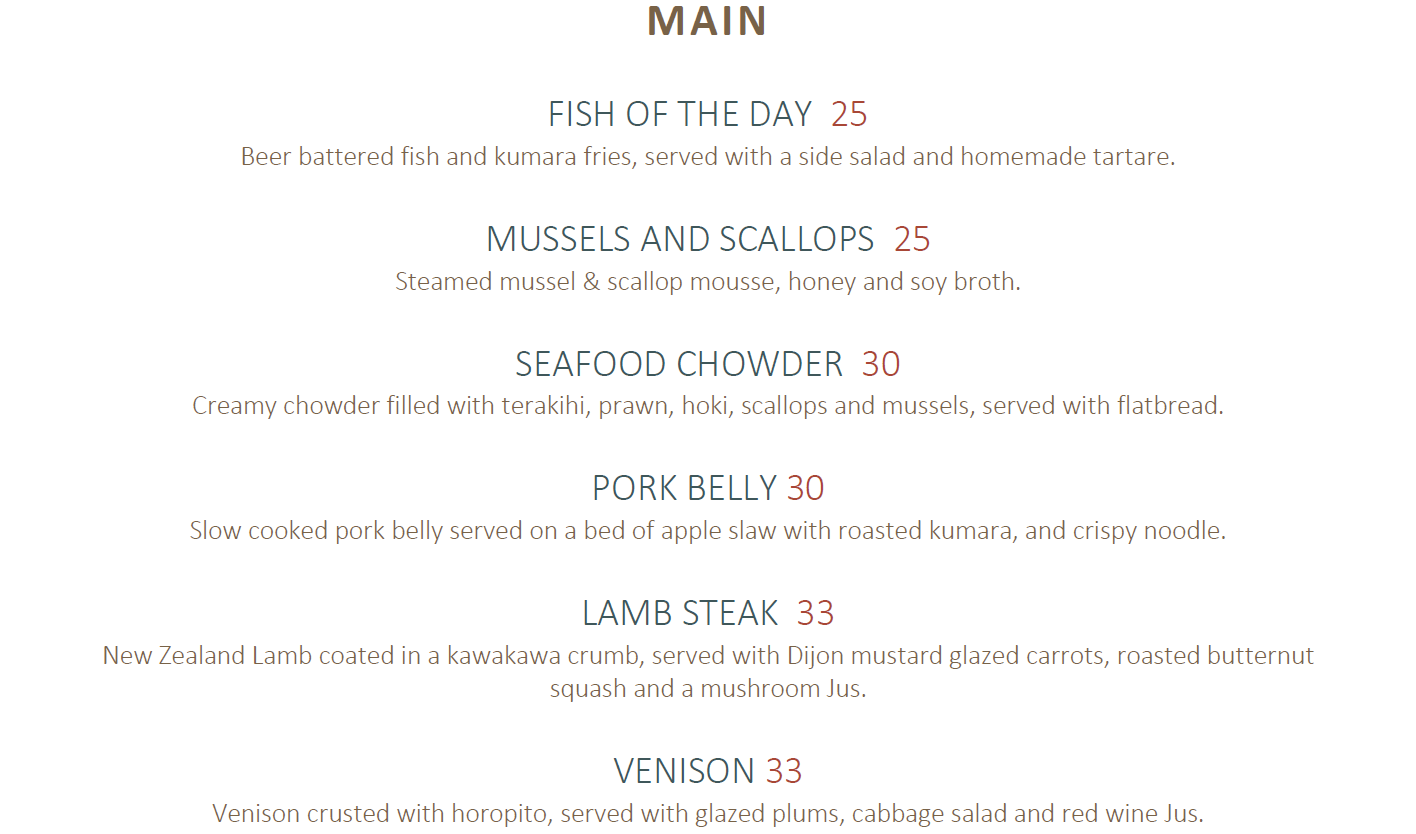 MAIN
FISH OF THE DAY 25
Beer battered fish and kumara fries, served with a side salad and homemade tartare.
MUSSELS AND SCALLOPS 25
Steamed mussel & scallop mousse, honey and soy broth.
SEAFOOD CHOWDER 30
Creamy chowder filled with terakihi, prawn, hoki, scallops and mussels, served with flatbread.
PORK BELLY 30
Slow cooked pork belly served on a bed of apple slaw with roasted kumara, and crispy noodle.
LAMB STEAK 33
New Zealand Lamb coated in a kawakawa crumb, served with Dijon mustard glazed carrots, roasted butternut
squash and a mushroom Jus.
VENISON 33
Venison crusted with horopito, served with glazed plums, cabbage salad and red wine Jus.